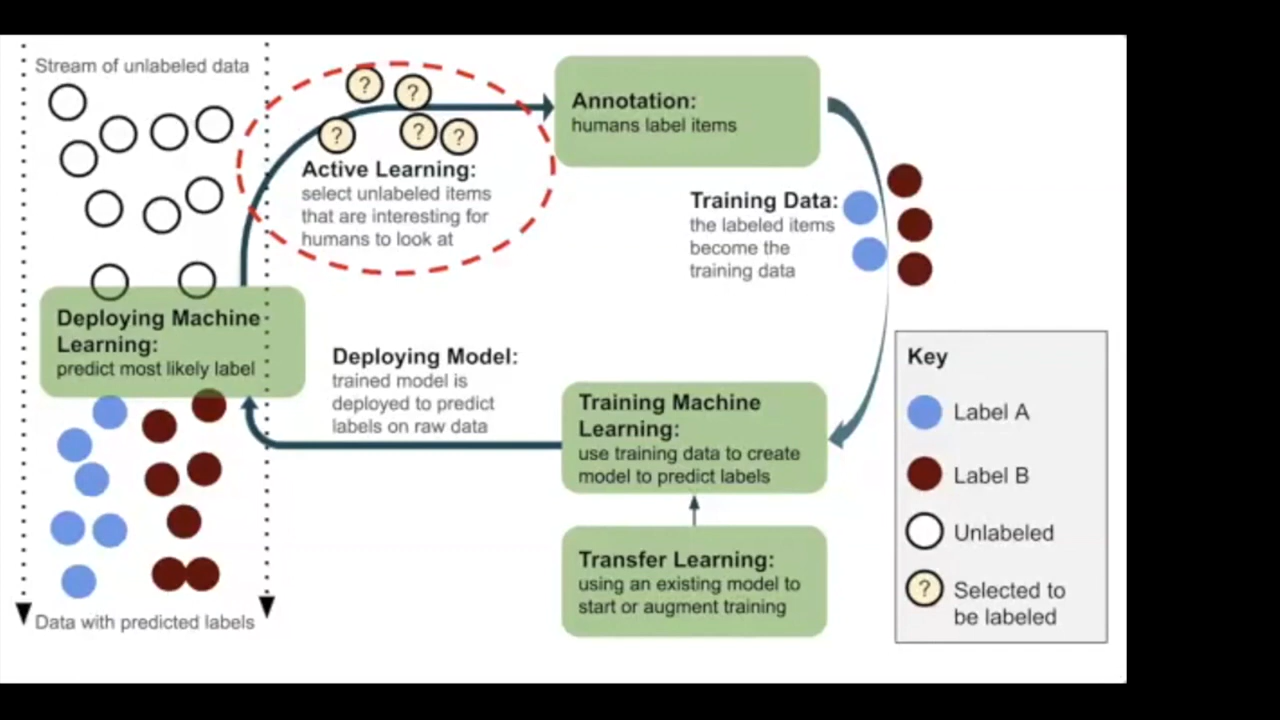 Stream of unlabeled data
?
?
?
?
?
Active Learning:
select unlabeled items
that are interesting for
humans to look at
Annotation:
humans label items
Training Data:
the labeled items
become the
training data
Deploying Machine
Learning:
predict most likely label
Deploying Model:
trained model is
deployed to predict
labels on raw data
Training Machine
Learning:
use training data to create
model to predict labels
Transfer Learning:
using an existing model to
start or augment training
Data with predicted labels
Key
Label A
Label B
Unlabeled
?
Selected to
be labeled